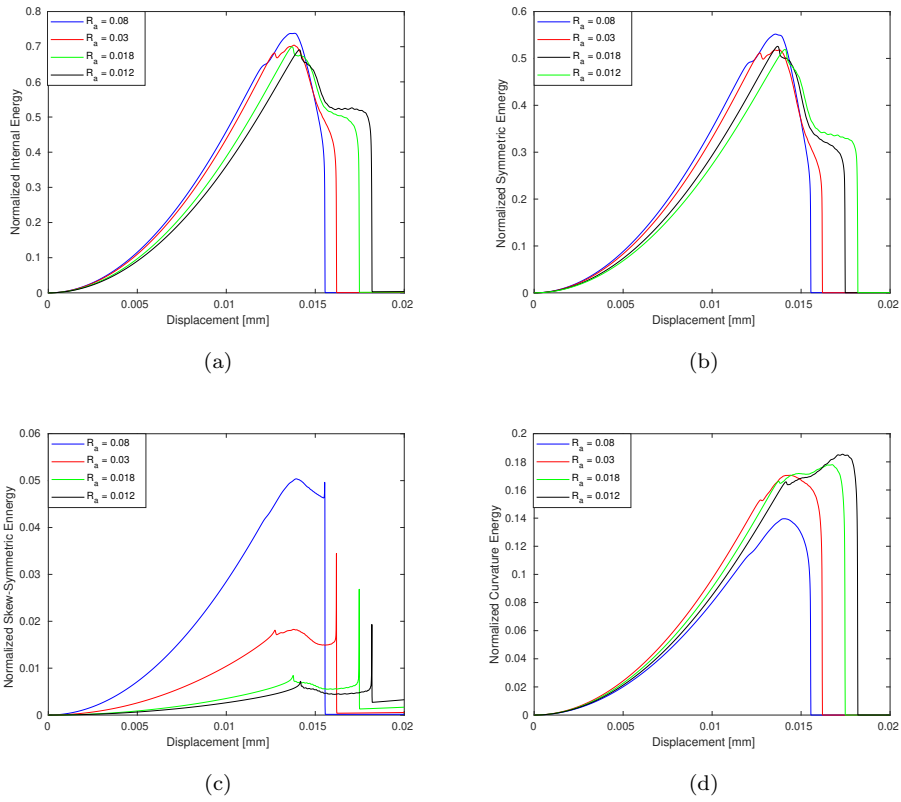 R_a = 0.08
R_a = 0.03
R_a = 0.018
R_a = 0.012
0.8
0.7
0.6
0.5
0.4
0.3
0.2
0.1
0
Normalized Internal Energy
0 0.005 0.01 0.015 0.02
Displacement [mm]
(a)
R_a = 0.08
R_a = 0.03
R_a = 0.018
R_a = 0.012
0.6
0.5
0.4
0.3
0.2
0.1
0
Normalized Symmetric Ennergy
0 0.005 0.01 0.015 0.02
Displacement [mm]
(b)
R_a = 0.08
R_a = 0.03
R_a = 0.018
R_a = 0.012
0.06
0.05
0.04
0.03
0.02
0.01
0
Normalized Skew-Symmetric Ennergy
0 0.005 0.01 0.015 0.02
Displacement [mm]
(c)
R_a = 0.08
R_a = 0.03
R_a = 0.018
R_a = 0.012
0.2
0.18
0.16
0.14
0.12
0.1
0.08
0.06
0.04
0.02
0
Normalized Curvature Energy
0 0.005 0.01 0.015 0.02
Displacement [mm]
(d)